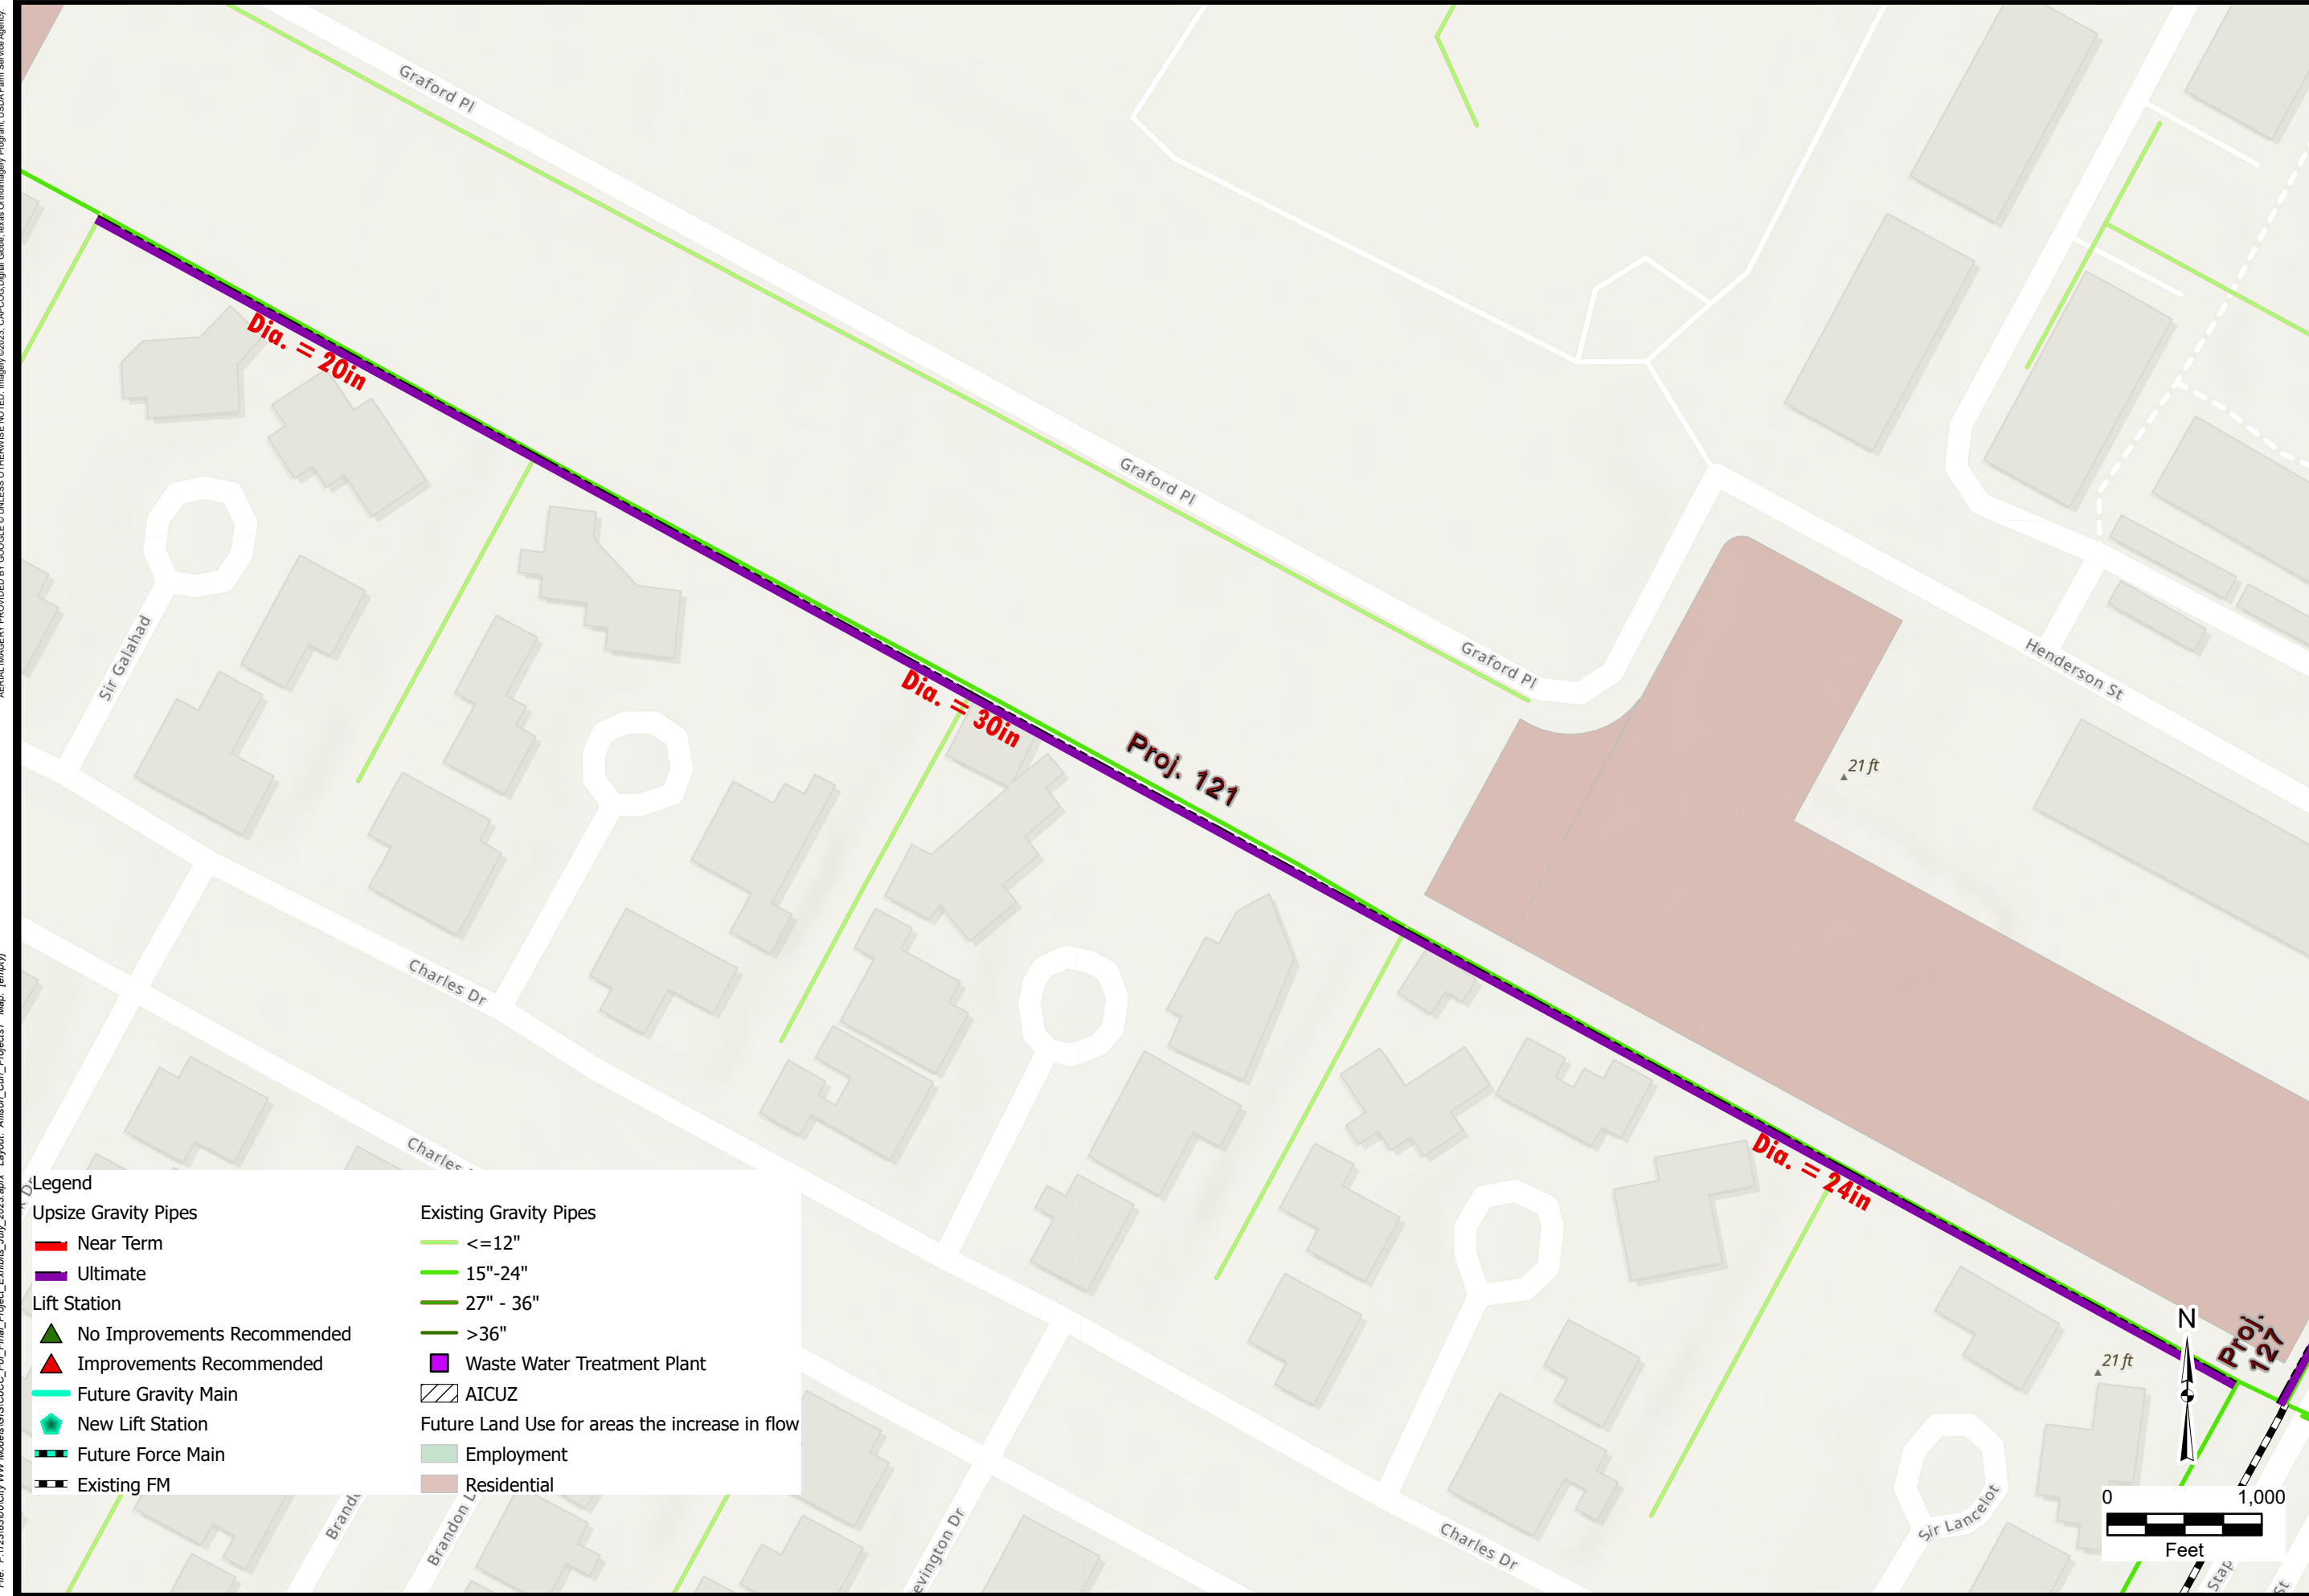 Graford Pl
Dia. = 20in
Graford Pl
Sir Galahad
Graford Pl
Henderson St
Dia. = 30in
Proj. 121
21 ft
Charles Dr
Dia. = 24in
Charles
Proj.
127
21 ft
N
Legend
Upsize Gravity Pipes
Near Term
Ultimate
Lift Station
No Improvements Recommended
Improvements Recommended
Future Gravity Main
New Lift Station
Future Force Main
Existing FM
Existing Gravity Pipes
<=12"
15"-24"
27" - 36"
>36"
Waste Water Treatment Plant
AICUZ
Future Land Use for areas the increase in flow
Employment
Residential
Brandon L
Charles Dr
Sir Lancelot
0 1,000
Feet